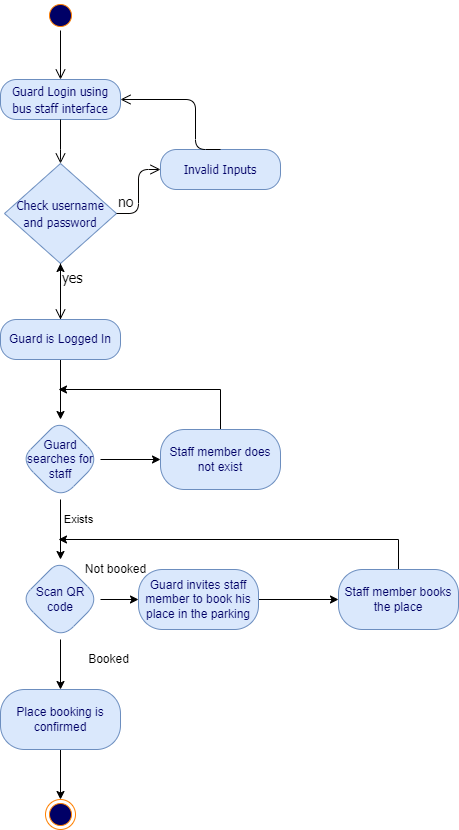 Guard Login using
bus staff interface
Invalid Inputs
Check username
and password
no
yes
Guard is Logged In
Guard
searches for
staff
Staff member does
not exist
Exists
Not booked
Scan QR
code
Guard invites staff
member to book his
place in the parking
Staff member books
the place
Booked
Place booking is
confirmed